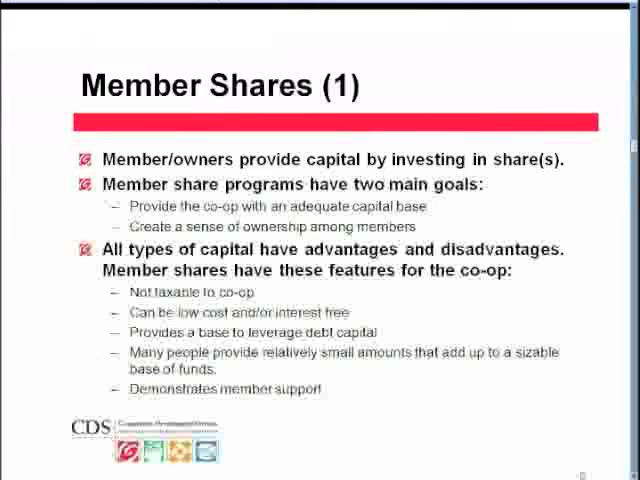 Member Shares (1)
Member/owners provide capital by investing in share(s).
Member share programs have two main goals:
– Provide the co-op with an adequate capital base
– Create a sense of ownership among members
All types of capital have advantages and disadvantages.
Member shares have these features for the co-op:
– Not taxable to co-op
– Can be low cost and/or interest free
– Provides a base to leverage debt capital
– Many people provide relatively small amounts that add up to a sizable
base of funds.
– Demonstrates member support
CDS